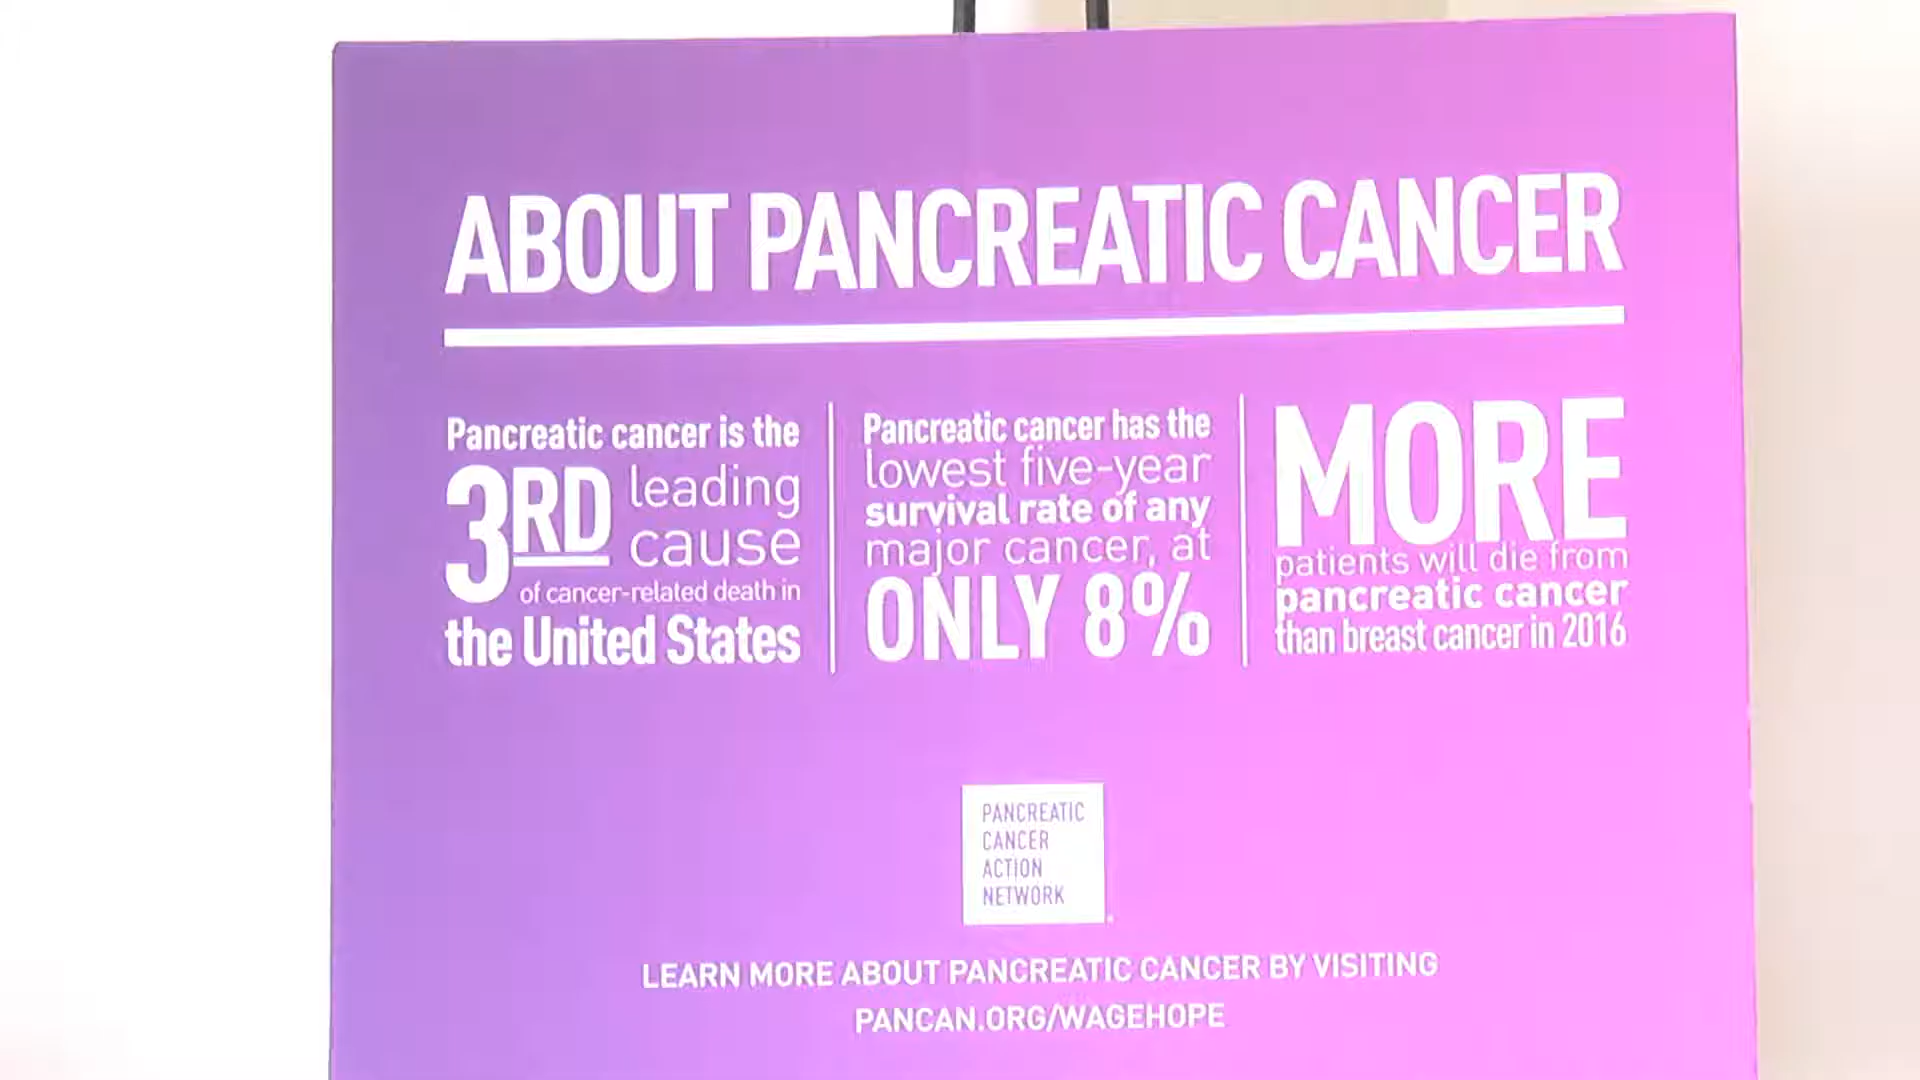 ABOUT PANCREATIC CANCER
Pancreatic cancer is the
3RD leading
cause
of cancer-related death in
the United States
Pancreatic cancer has the
lowest five-year
survival rate of any
major cancer, at
ONLY 8%
MORE
patients will die from
pancreatic cancer
than breast cancer in 2016
PANCREATIC
CANCER
ACTION
NETWORK
LEARN MORE ABOUT PANCREATIC CANCER BY VISITING
PANCAN.ORG/WAGEHOPE